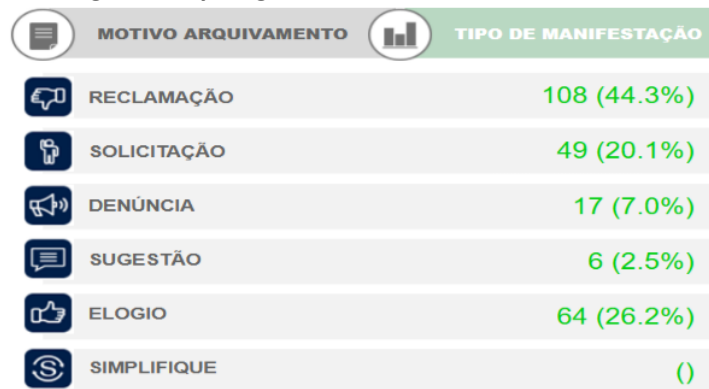 MOTIVO ARQUIVAMENTO TIPO DE MANIFESTAÇÃO
RECLAMAÇÃO 108 (44.3%)
SOLICITAÇÃO 49 (20.1%)
DENÚNCIA 17 (7.0%)
SUGESTÃO 6 (2.5%)
ELOGIO 64 (26.2%)
SIMPLIFIQUE ()